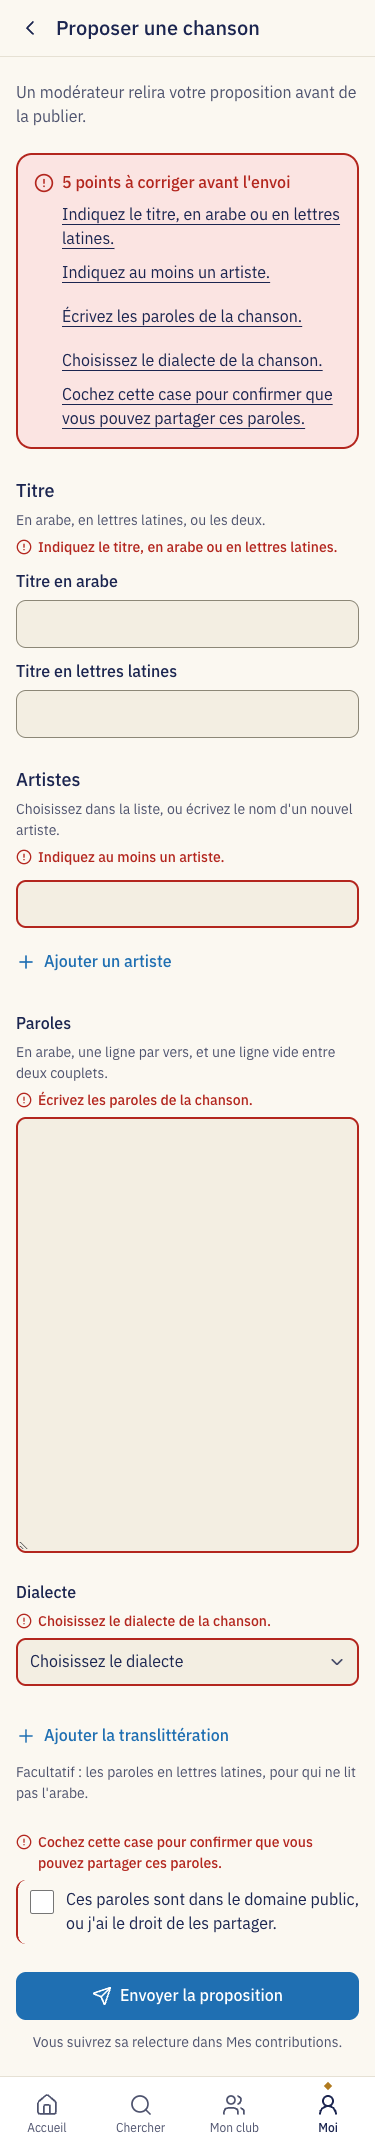 Proposer une chanson
Un modérateur relira votre proposition avant de
la publier.
5 points à corriger avant l'envoi
Indiquez le titre, en arabe ou en lettres
latines.
Indiquez au moins un artiste.
Écrivez les paroles de la chanson.
Choisissez le dialecte de la chanson.
Cochez cette case pour confirmer que
vous pouvez partager ces paroles.
Titre
En arabe, en lettres latines, ou les deux.
Indiquez le titre, en arabe ou en lettres latines.
Titre en arabe
Titre en lettres latines
Artistes
Choisissez dans la liste, ou écrivez le nom d'un nouvel
artiste.
Indiquez au moins un artiste.
Ajouter un artiste
Paroles
En arabe, une ligne par vers, et une ligne vide entre
deux couplets.
Écrivez les paroles de la chanson.
Dialecte
Choisissez le dialecte de la chanson.
Choisissez le dialecte
Ajouter la translittération
Facultatif : les paroles en lettres latines, pour qui ne lit
pas l'arabe.
Cochez cette case pour confirmer que vous
pouvez partager ces paroles.
Ces paroles sont dans le domaine public,
ou j'ai le droit de les partager.
Envoyer la proposition
Vous suivrez sa relecture dans Mes contributions.
Accueil
Chercher
Mon club
Moi